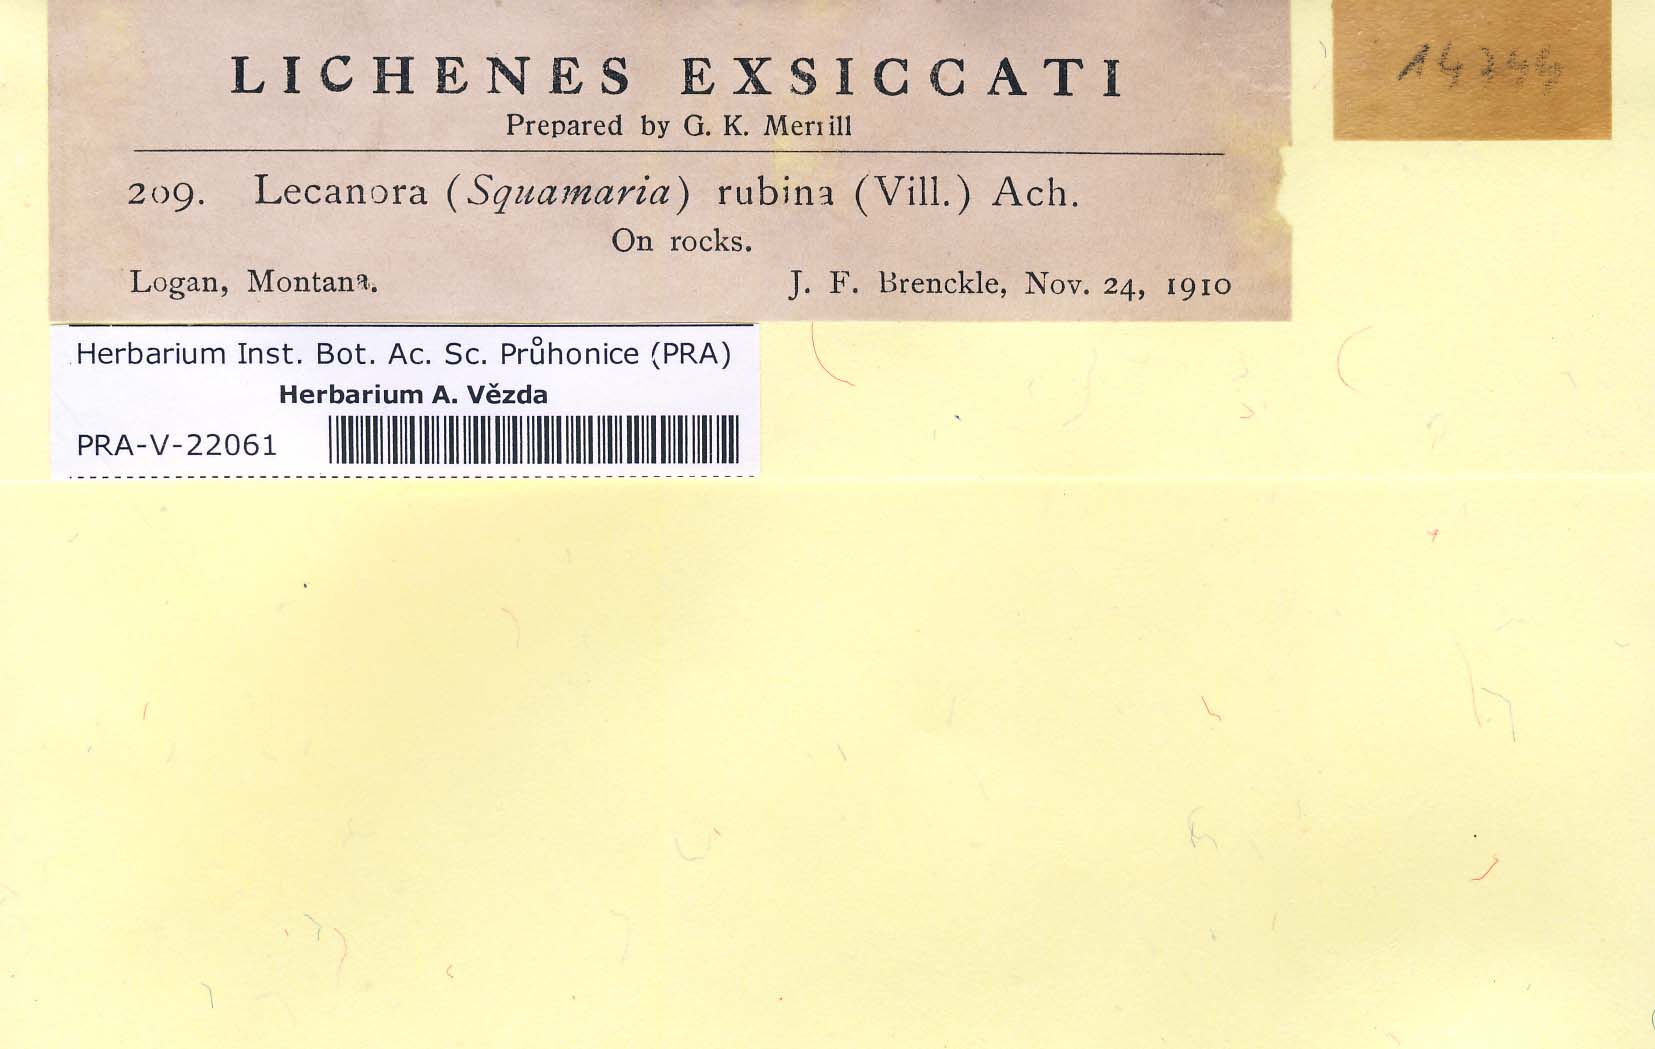 LICHENES EXSICCATI
Prepared by G. K. Merrill
209. Lecanora (Squamaria) rubina (Vill.) Ach.
On rocks.
Logan, Montana. J. F. Brenckle, Nov. 24, 1910
14244
Herbarium Inst. Bot. Ac. Sc. Průhonice (PRA)
Herbarium A. Vězda
PRA-V-22061